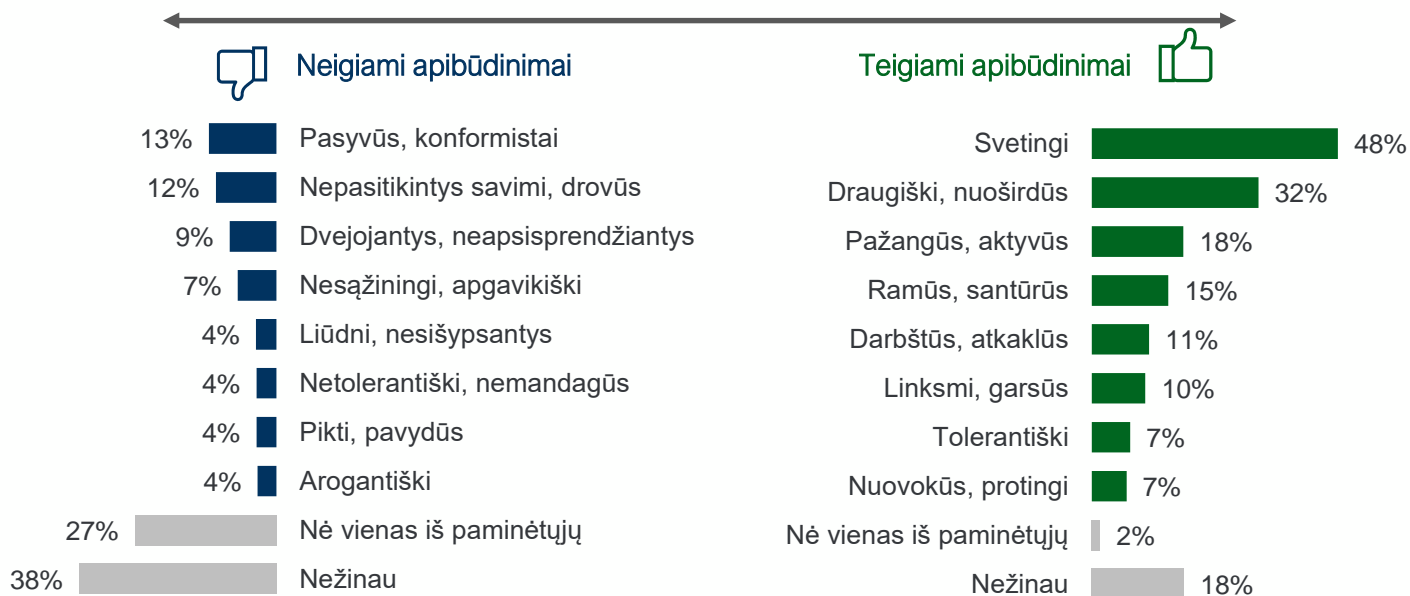 Neigiami apibūdinimai
13% Pasyvūs, konformistai
12% Nepasitikintys savimi, drovūs
9% Dvejojantys, neapsisprendžiantys
7% Nesąžiningi, apgavikiški
4% Liūdni, nesišypsantys
4% Netolerantiški, nemandagūs
4% Pikti, pavydūs
4% Arogantiški
27% Nė vienas iš paminėtųjų
38% Nežinau
Teigiami apibūdinimai
Svetingi 48%
Draugiški, nuoširdūs 32%
Pažangūs, aktyvūs 18%
Ramūs, santūrūs 15%
Darbštūs, atkaklūs 11%
Linksmi, garsūs 10%
Tolerantiški 7%
Nuovokūs, protingi 7%
Nė vienas iš paminėtųjų 2%
Nežinau 18%